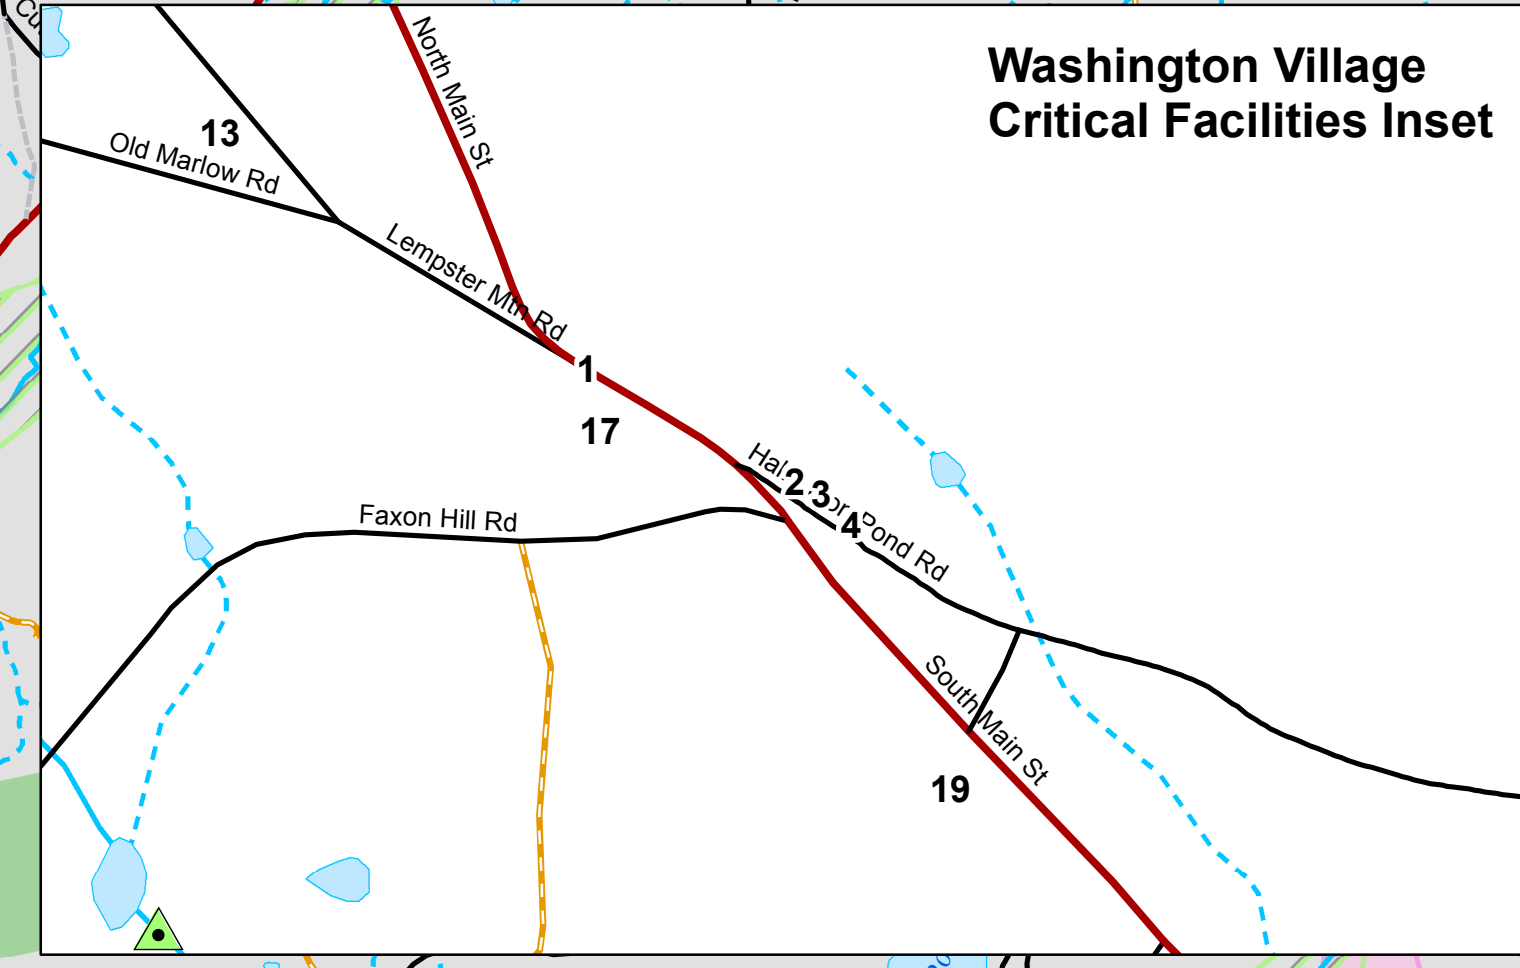 Washington Village
Critical Facilities Inset
North Main St
13
Old Marlow Rd
Lempster Mtn Rd
1
17
2
3
4
Pond Rd
Faxon Hill Rd
South Main St
19